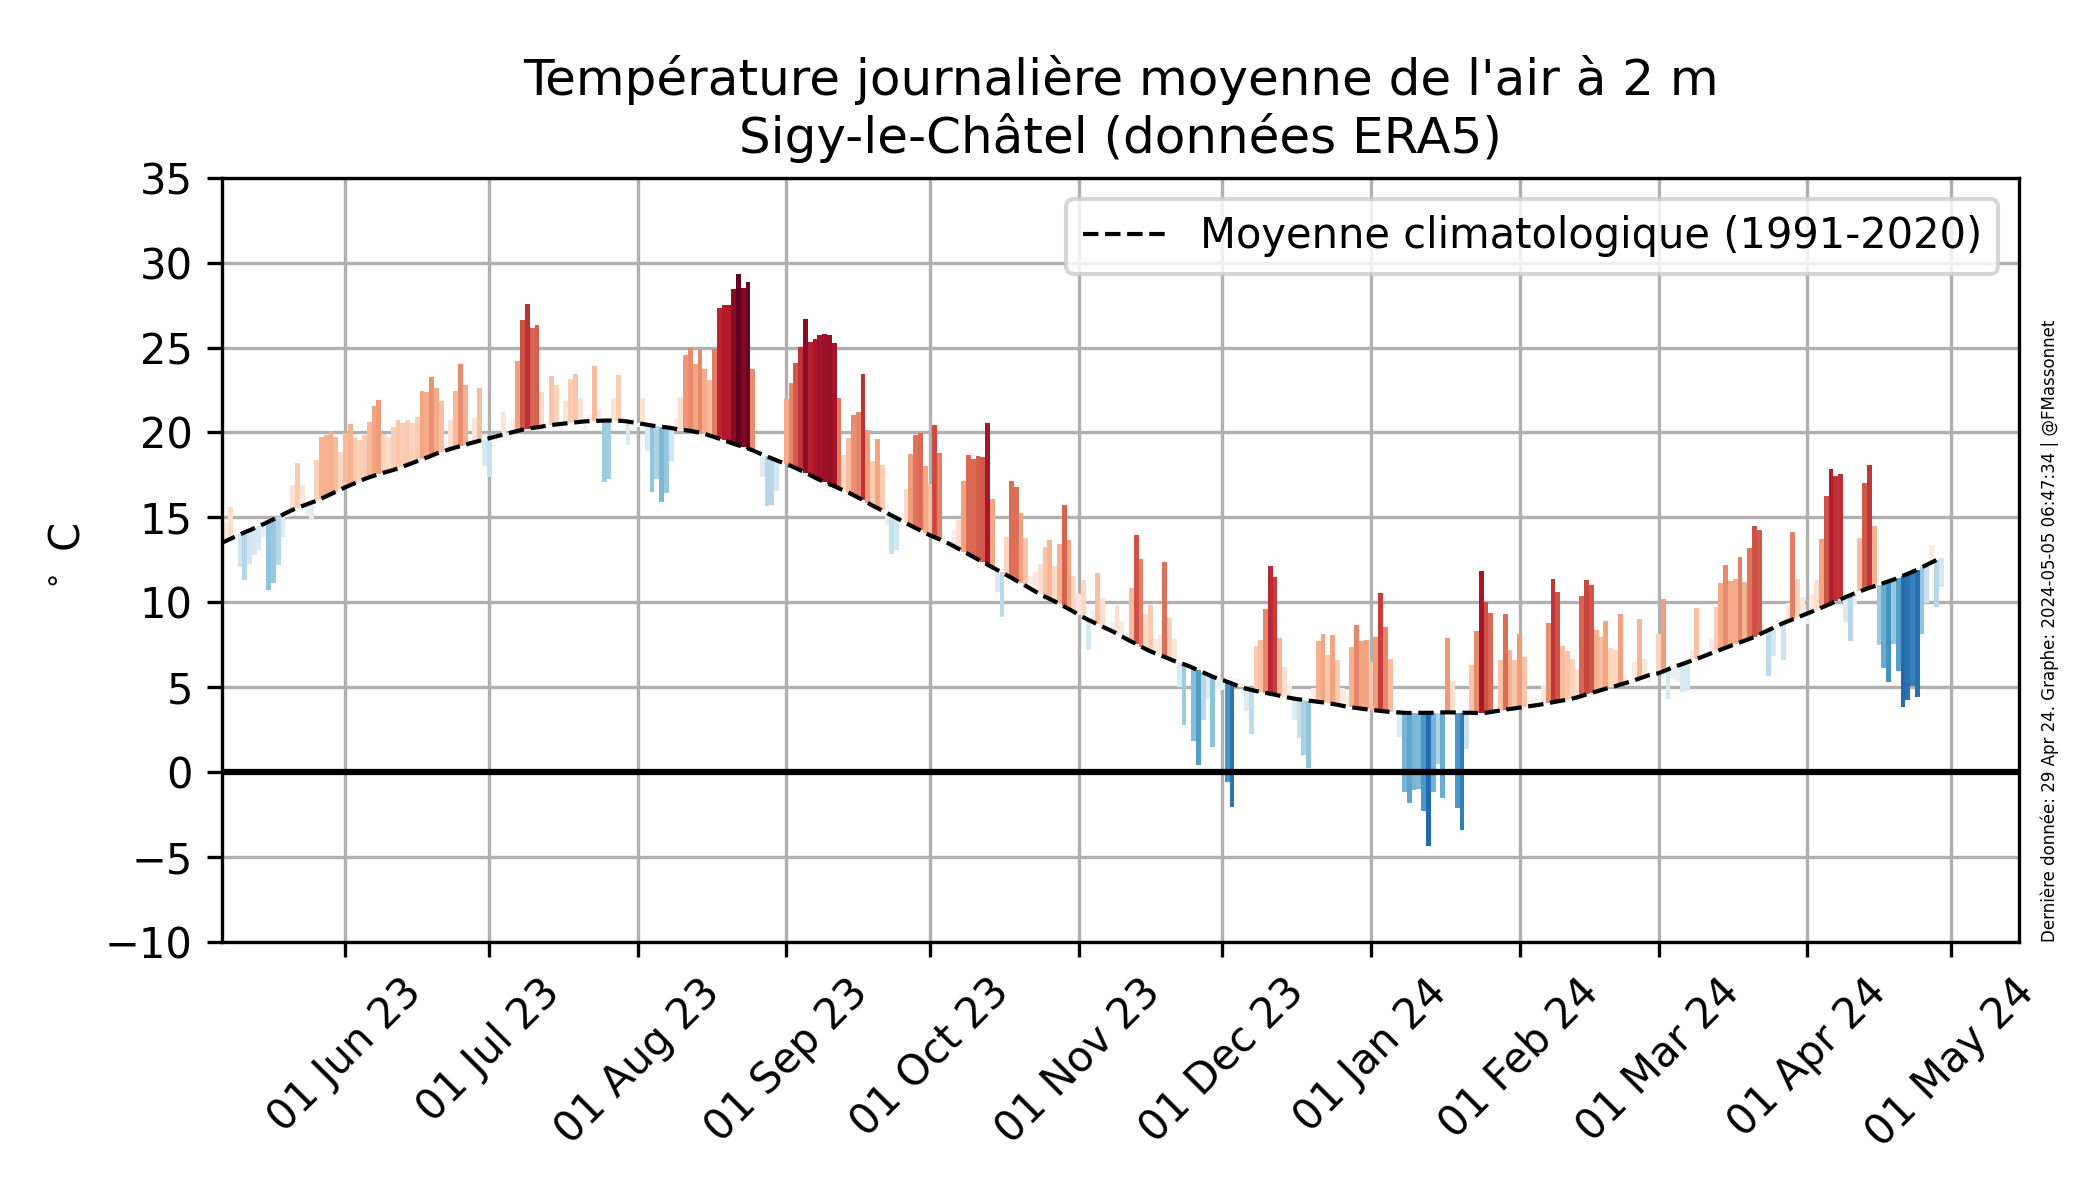 Température journalière moyenne de l'air à 2 m
Sigy-le-Châtel (données ERA5)
Moyenne climatologique (1991-2020)
° C
35
30
25
20
15
10
5
0
−5
−10
01 Jun 23
01 Jul 23
01 Aug 23
01 Sep 23
01 Oct 23
01 Nov 23
01 Dec 23
01 Jan 24
01 Feb 24
01 Mar 24
01 Apr 24
01 May 24
Dernière donnée: 29 Apr 24. Graphe: 2024-05-05 06:47:34 | @FMassonnet